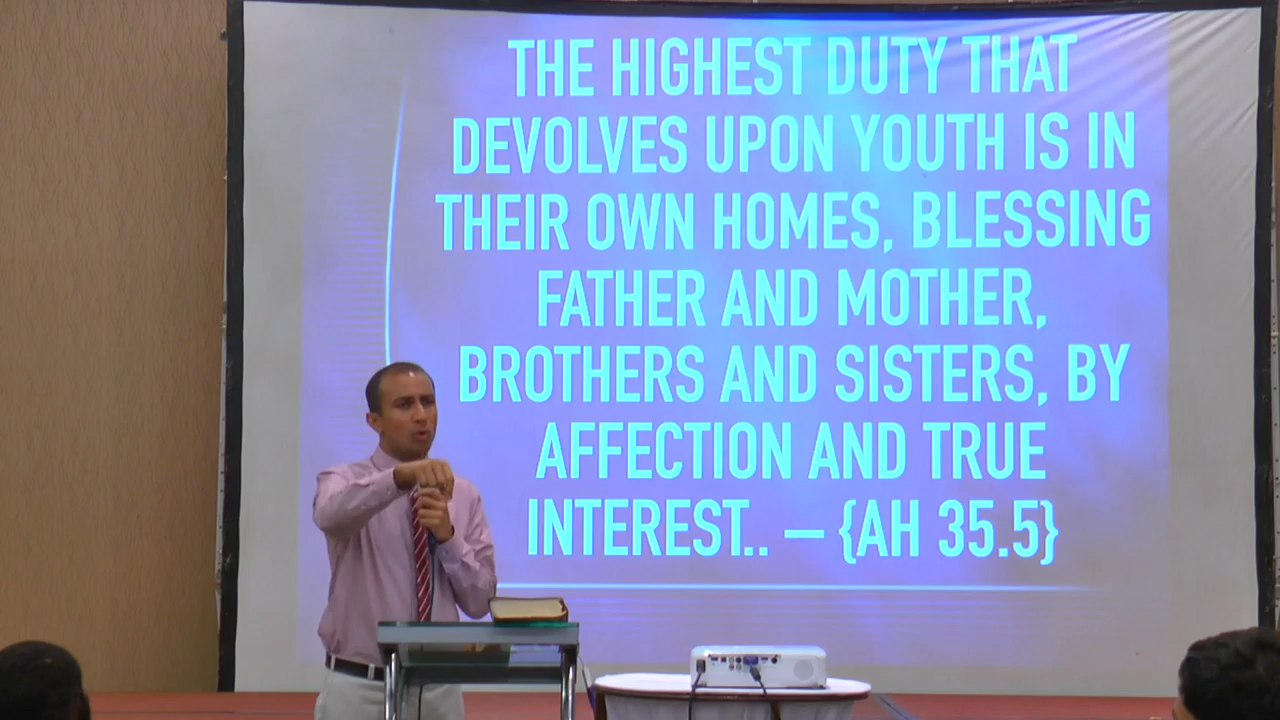 THE HIGHEST DUTY THAT
DEVOLVES UPON YOUTH IS IN
THEIR OWN HOMES, BLESSING
FATHER AND MOTHER,
BROTHERS AND SISTERS, BY
AFFECTION AND TRUE
INTEREST.. – {AH 35.5}